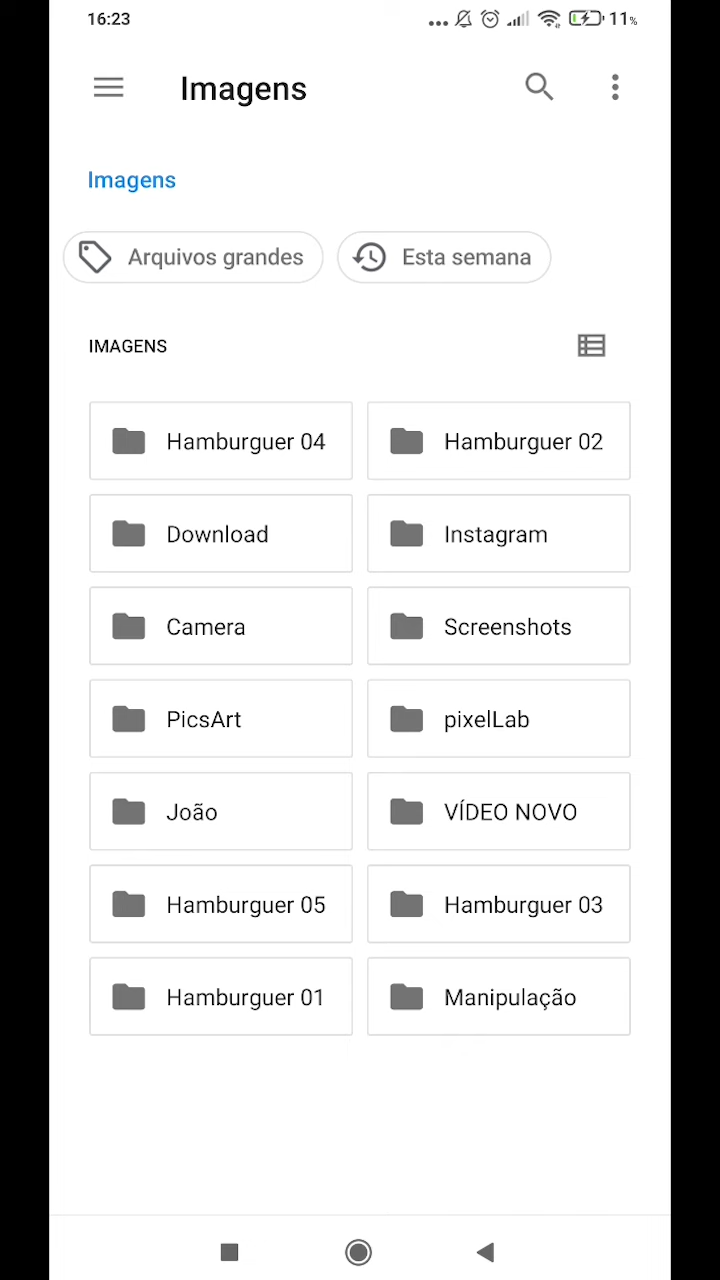 16:23
11%
Imagens
Imagens
Arquivos grandes
Esta semana
IMAGENS
Hamburguer 04
Hamburguer 02
Download
Instagram
Camera
Screenshots
PicsArt
pixelLab
João
VÍDEO NOVO
Hamburguer 05
Hamburguer 03
Hamburguer 01
Manipulação